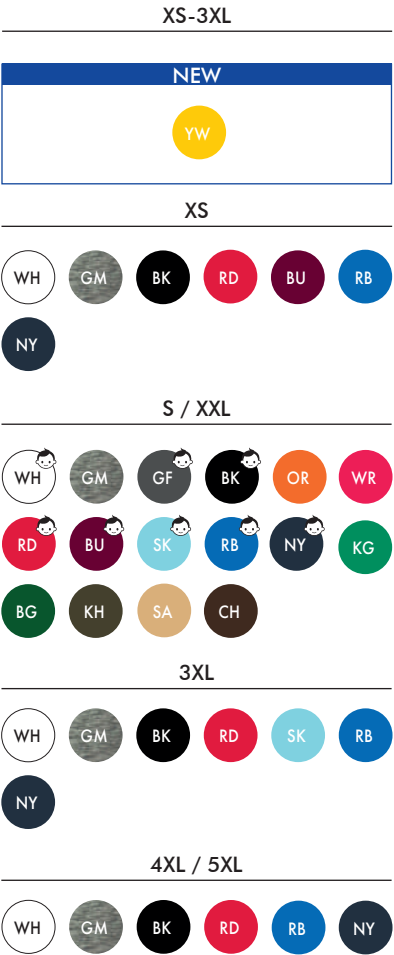 XS-3XL
NEW
YW
XS
WH GM BK RD BU RB
NY
S / XXL
WH GM GF BK OR WR
RD BU SK RB NY KG
BG KH SA CH
3XL
WH GM BK RD SK RB
NY
4XL / 5XL
WH GM BK RD RB NY